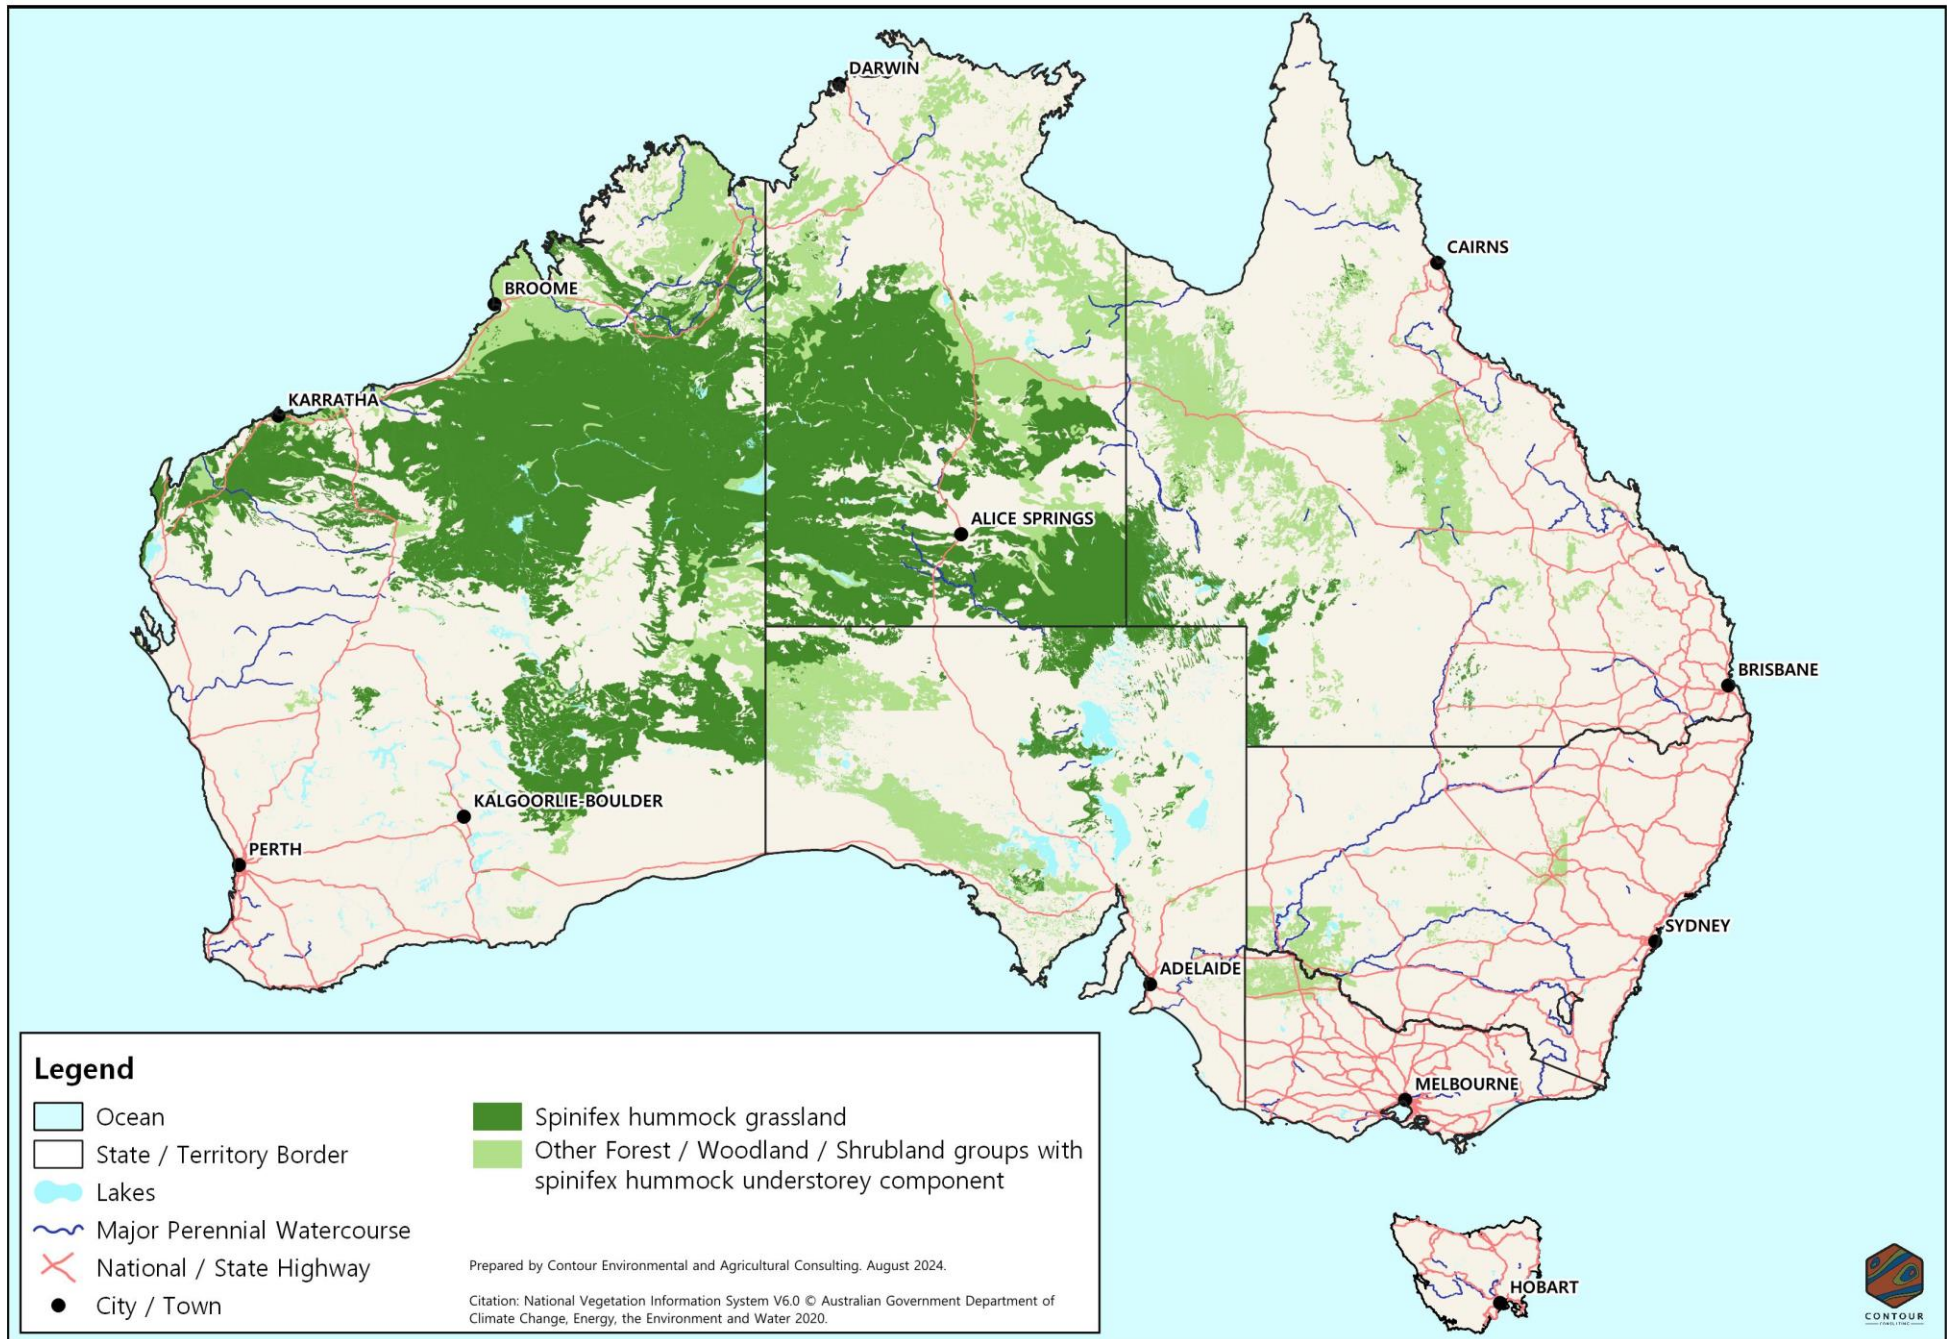 DARWIN
CAIRNS
BROOME
KARRATHA
ALICE SPRINGS
BRISBANE
KALGOORLIE-BOULDER
PERTH
SYDNEY
ADELAIDE
MELBOURNE
HOBART
Legend
Ocean
State / Territory Border
Lakes
Major Perennial Watercourse
National / State Highway
City / Town
Spinifex hummock grassland
Other Forest / Woodland / Shrubland groups with
spinifex hummock understorey component
Prepared by Contour Environmental and Agricultural Consulting. August 2024.
Citation: National Vegetation Information System V6.0 © Australian Government Department of
Climate Change, Energy, the Environment and Water 2020.
CONTOUR
CONSULTING